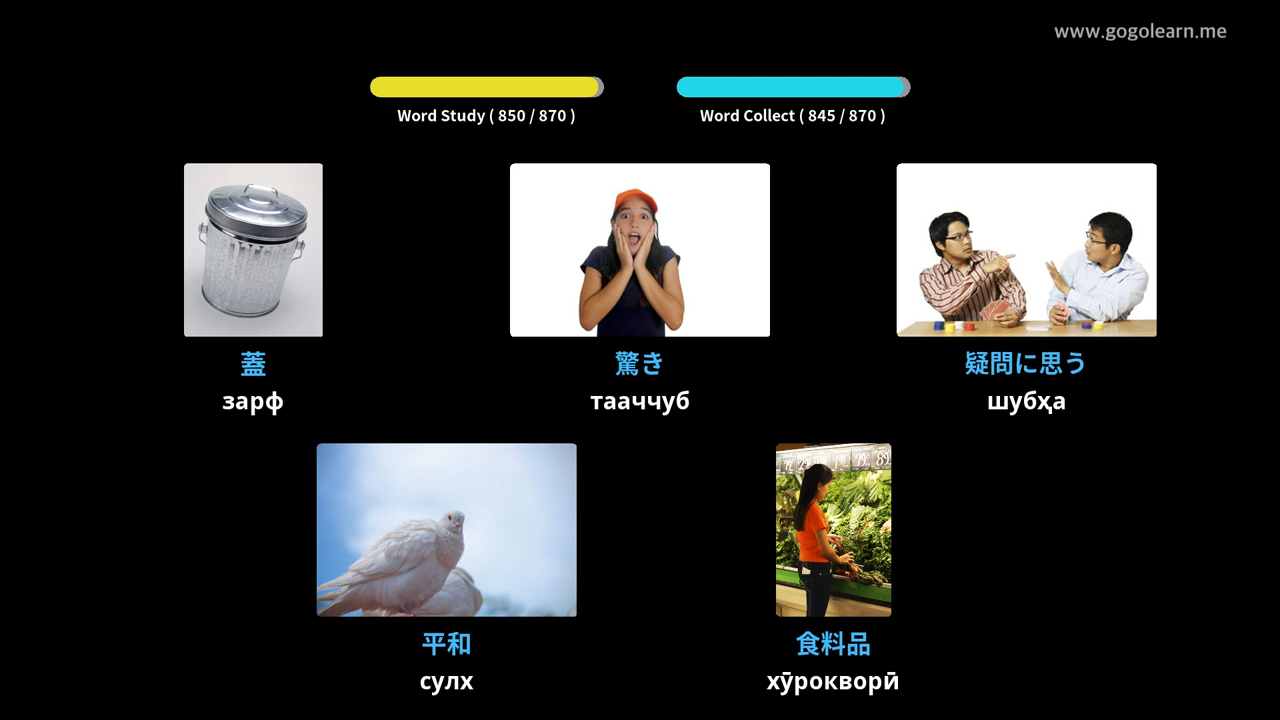 www.gogolearn.me
Word Study ( 850 / 870 )
Word Collect ( 845 / 870 )
蓋
зарф
驚き
тааччуб
疑問に思う
шубҳа
平和
сулх
食料品
хӯрокворӣ